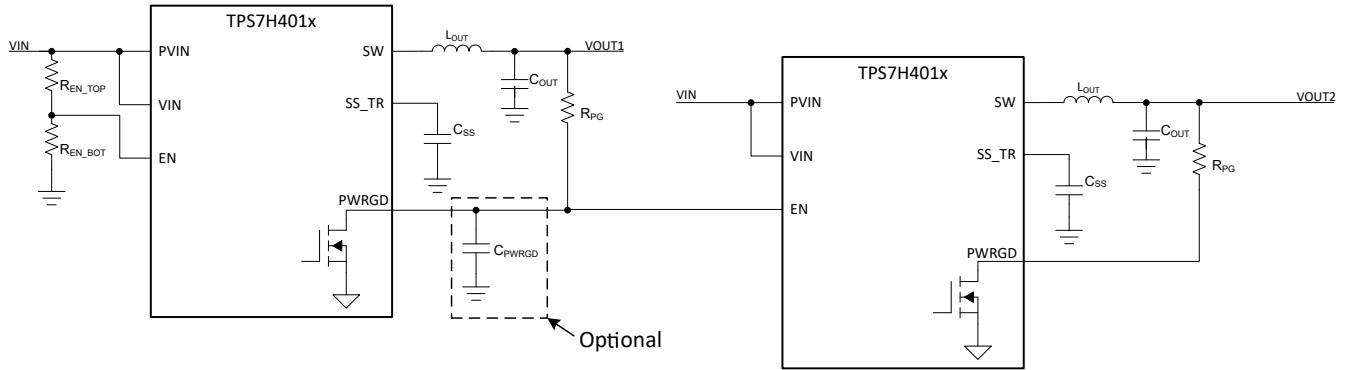 TPS7H401x
VIN
PVIN
SW
LOUT
VOUT1
REN_TOP
COUT
VIN
SS_TR
RPG
CSS
REN_BOT
EN
PWRGD
CPWRGD
Optional
TPS7H401x
VIN
PVIN
SW
LOUT
VOUT2
COUT
VIN
SS_TR
RPG
CSS
EN
PWRGD